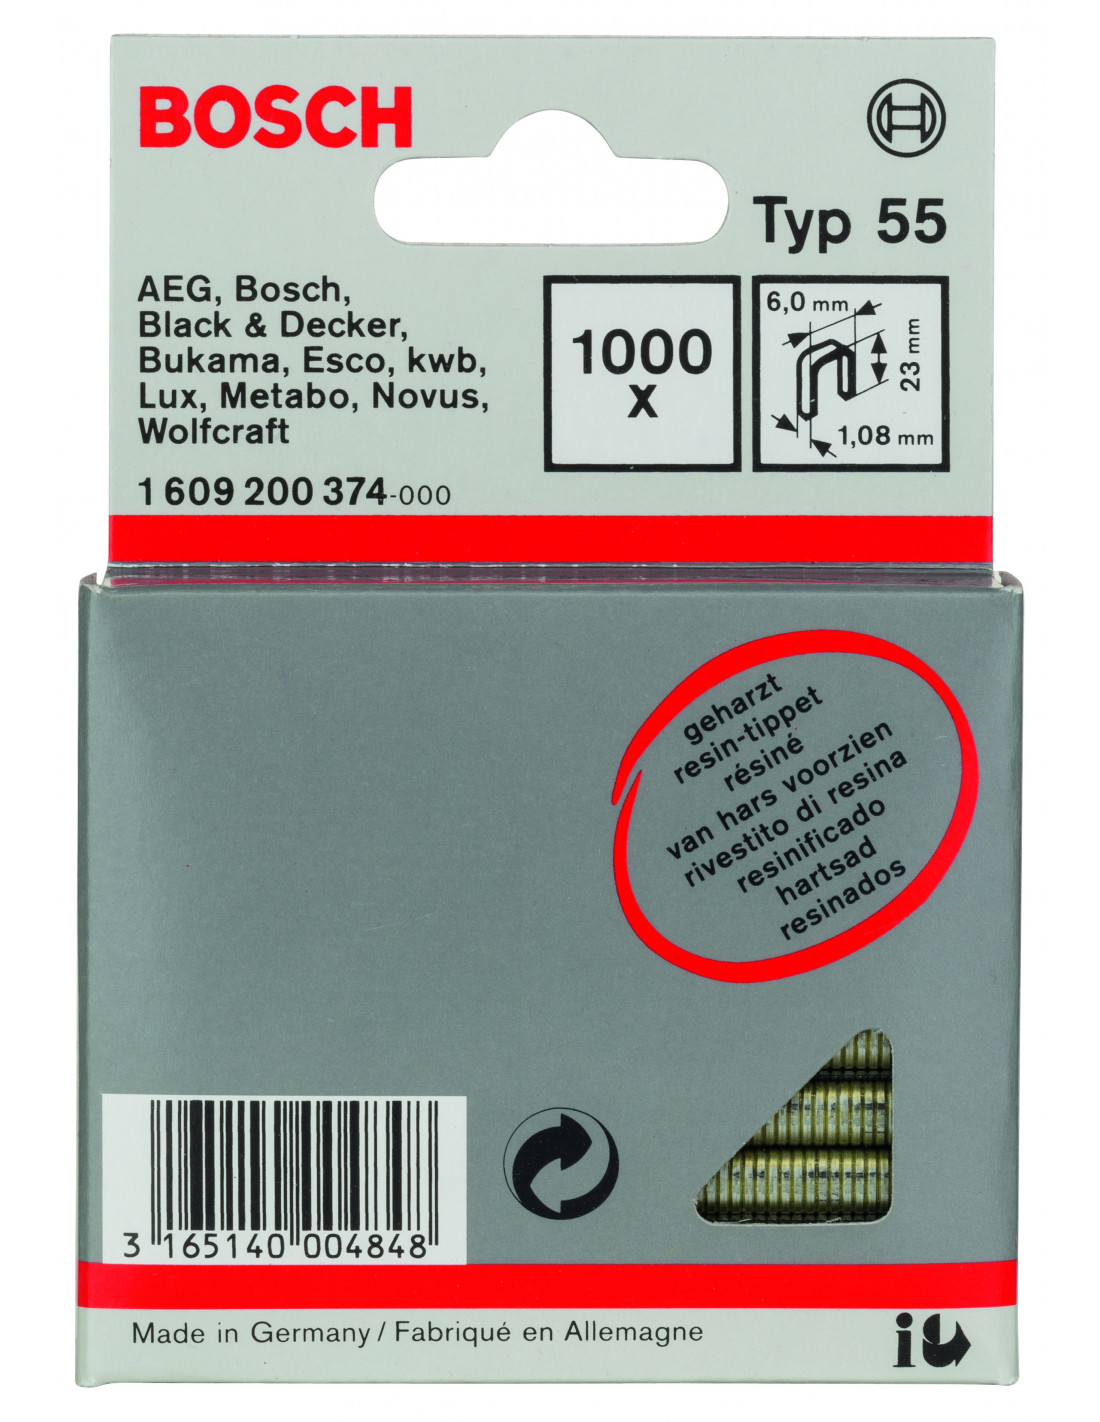 BOSCH
Typ 55
AEG, Bosch,
Black & Decker,
Bukama, Esco, kwb,
Lux, Metabo, Novus,
Wolfcraft
1 609 200 374-000
1000
x
6,0 mm
23 mm
1,08 mm
geharzt
resin-tippet
résiné
van hars voorzien
rivestito di resina
resinificado
hartsad
resinados
3 165140 004848
Made in Germany / Fabriqué en Allemagne